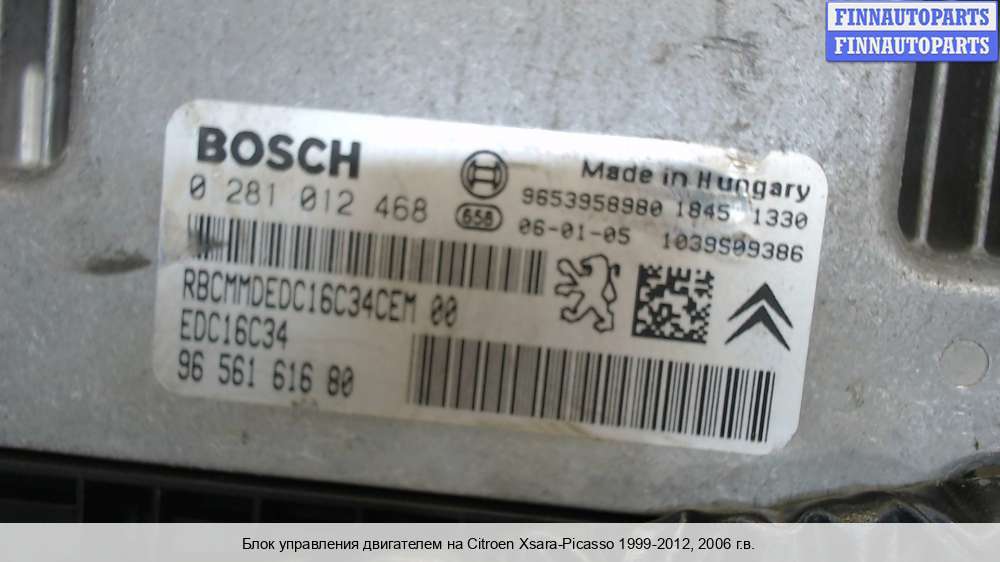 FINNAUTOPARTS
FINNAUTOPARTS
BOSCH
Made in Hungary
0 281 012 468
658
9653958980
1330
06-01-05 1039S09386
RBCMMDEDC16C34CEM 00
EDC16C34
96 561 616 80
Блок управления двигателем на Citroen Xsara-Picasso 1999-2012, 2006 г.в.